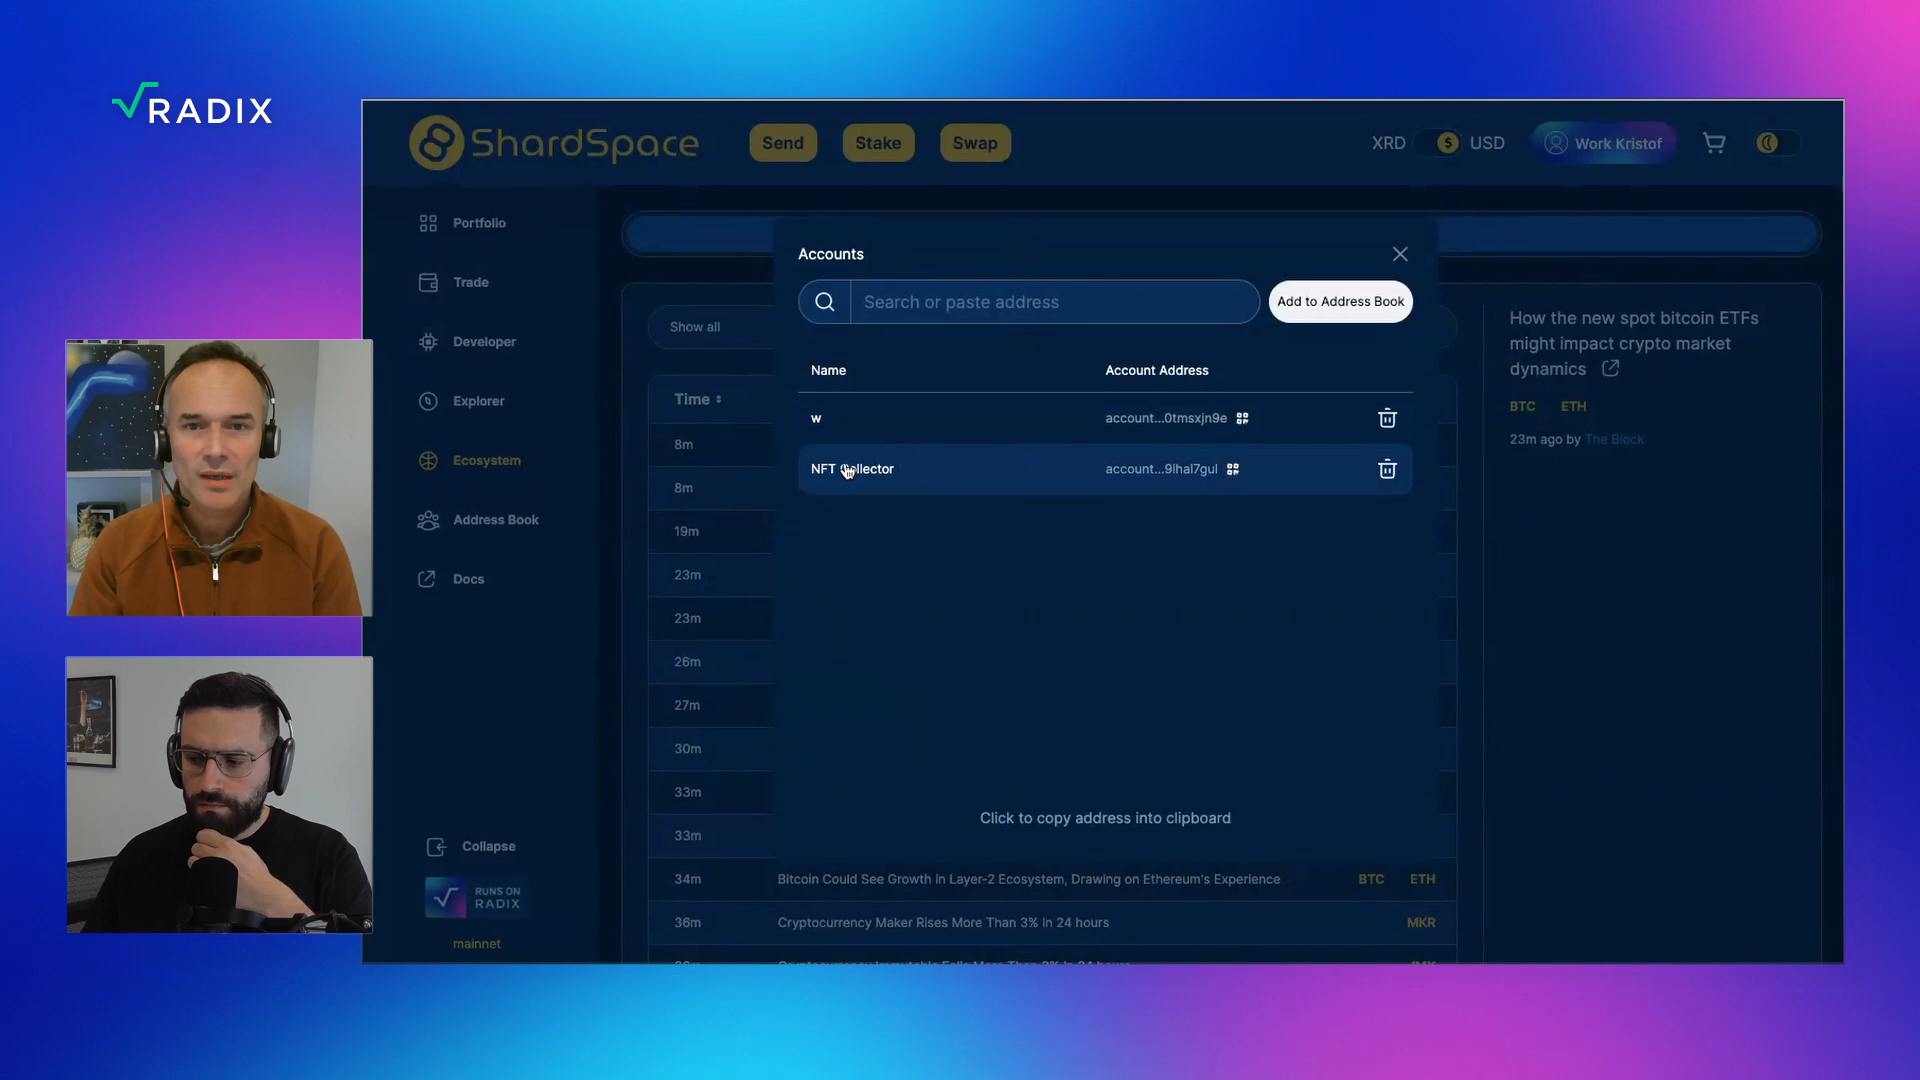 RADIX
ShardSpace
Send
Stake
Swap
XRD
$
USD
Work Kristof
Portfolio
Trade
Developer
Explorer
Ecosystem
Address Book
Docs
Collapse
RUNS ON
RADIX
mainnet
Accounts
Search or paste address
Add to Address Book
Name
Account Address
w
account...0tmsxjn9e
NFT Collector
account...9lhal7gul
Click to copy address into clipboard
Show all
Time
8m
8m
19m
23m
23m
26m
27m
30m
33m
33m
34m
Bitcoin Could See Growth in Layer-2 Ecosystem, Drawing on Ethereum's Experience
BTC
ETH
36m
Cryptocurrency Maker Rises More Than 3% In 24 hours
MKR
How the new spot bitcoin ETFs
might impact crypto market
dynamics
BTC
ETH
23m ago by The Block